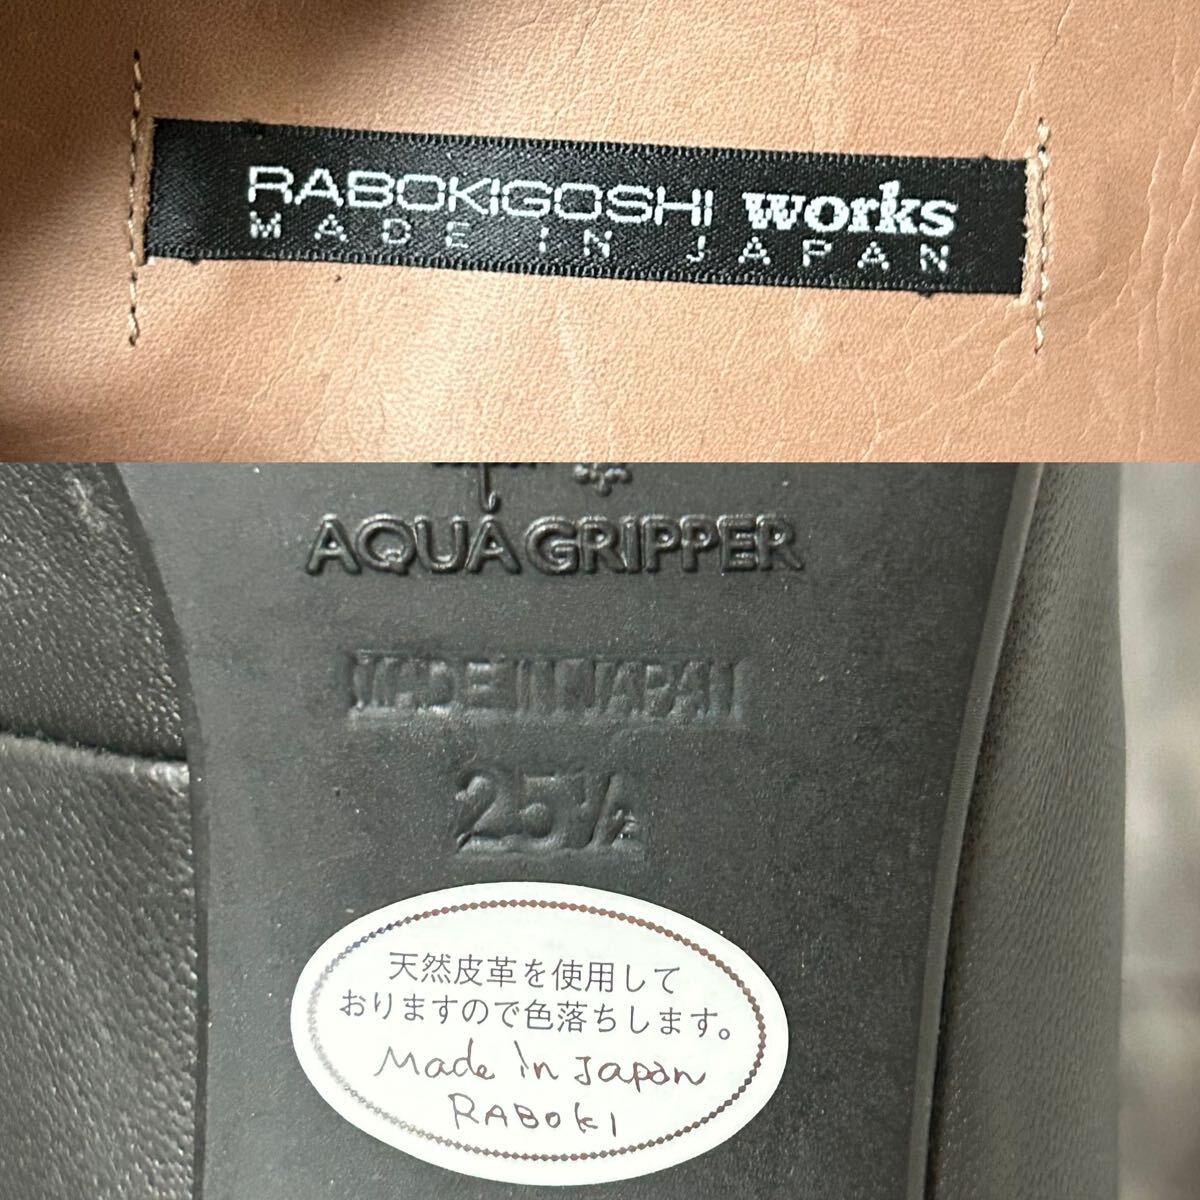 RABOKIGOSHI works
MADE IN JAPAN
AQUA GRIPPER
MADE IN JAPAN
25½
天然皮革を使用して
おりますので色落ちします。
Made in Japan
RABOKI